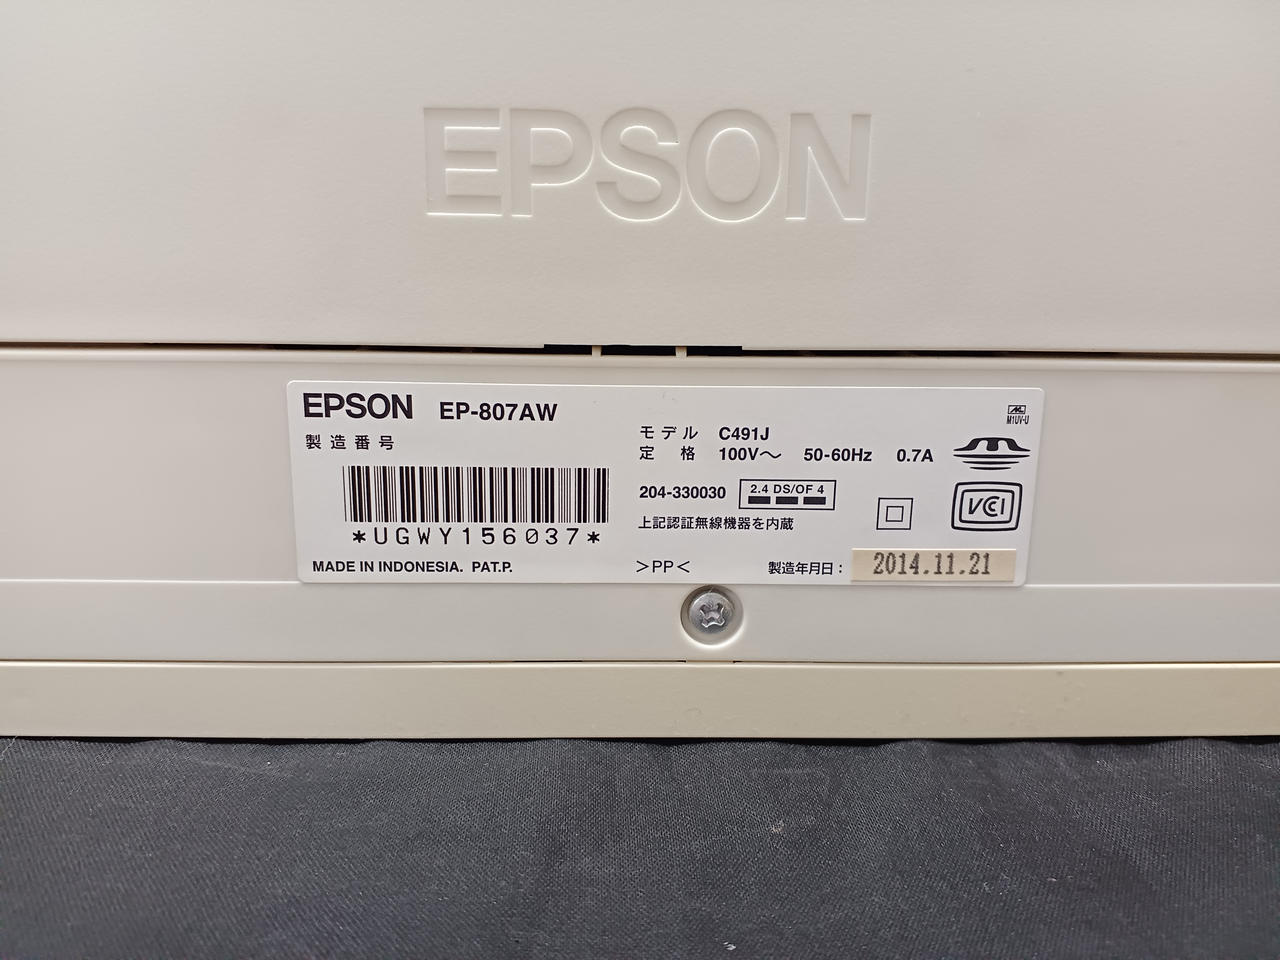 EPSON
EPSON EP-807AW
製造番号
*UGWY156037*
MADE IN INDONESIA. PAT.P.
モデル C491J
定格 100V～ 50-60Hz 0.7A
204-330030 2.4 DS/OF 4
上記認証無線機器を内蔵
>PP<
製造年月日： 2014.11.21
M1UV-U
VCI